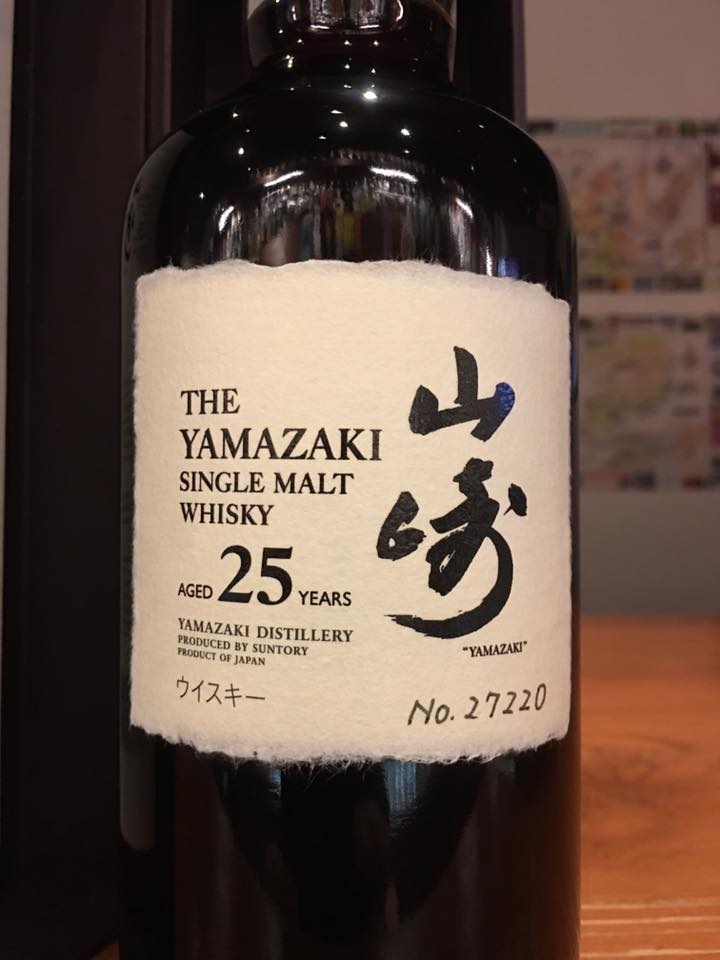 THE
YAMAZAKI
SINGLE MALT
WHISKY
AGED 25 YEARS
YAMAZAKI DISTILLERY
PRODUCED BY SUNTORY
PRODUCT OF JAPAN
ウイスキー
山崎
"YAMAZAKI"
No. 27220